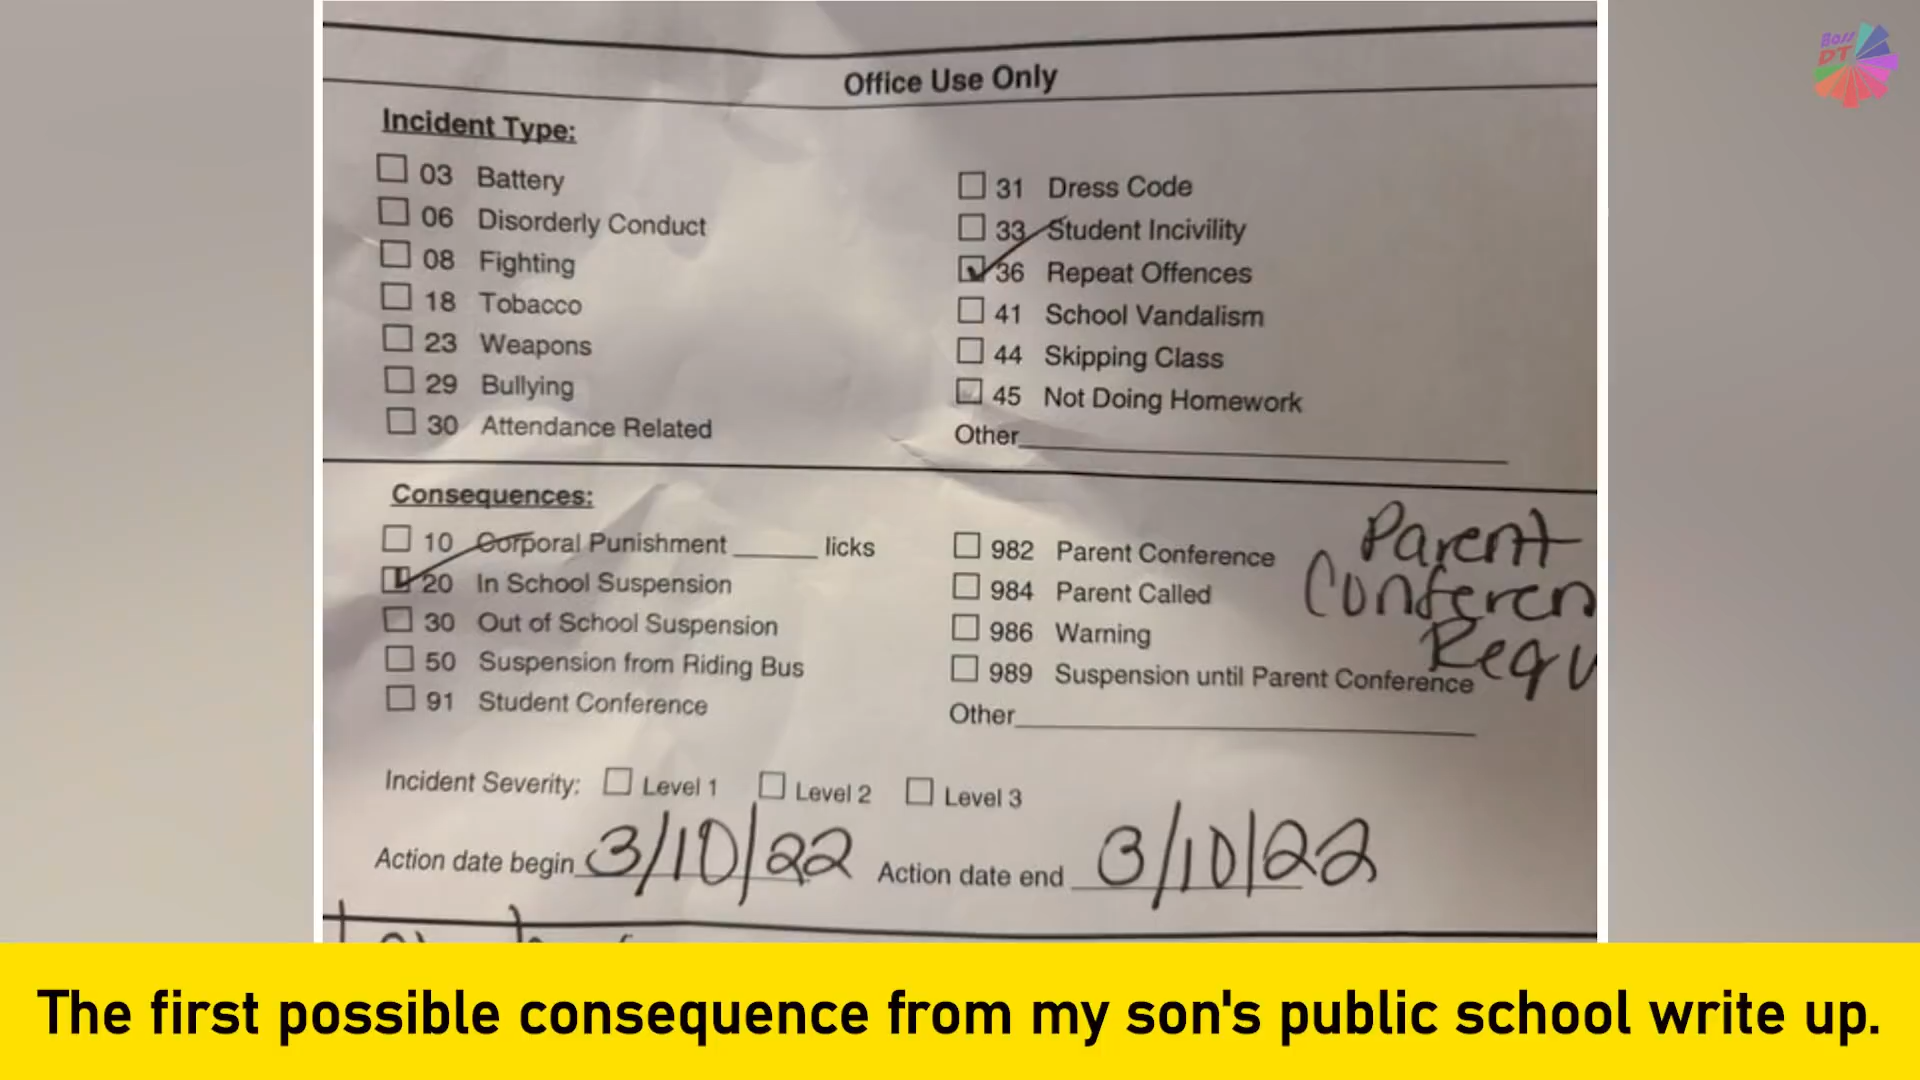 Boss
DT
Office Use Only
Incident Type:
03 Battery
06 Disorderly Conduct
08 Fighting
18 Tobacco
23 Weapons
29 Bullying
30 Attendance Related
31 Dress Code
33 Student Incivility
36 Repeat Offences
41 School Vandalism
44 Skipping Class
45 Not Doing Homework
Other
Consequences:
10 Corporal Punishment ______ licks
20 In School Suspension
30 Out of School Suspension
50 Suspension from Riding Bus
91 Student Conference
982 Parent Conference
984 Parent Called
986 Warning
989 Suspension until Parent Conference
Other
Parent
Conferen
Requ
Incident Severity: Level 1 Level 2 Level 3
Action date begin 3/10/22 Action date end 3/10/22
The first possible consequence from my son's public school write up.